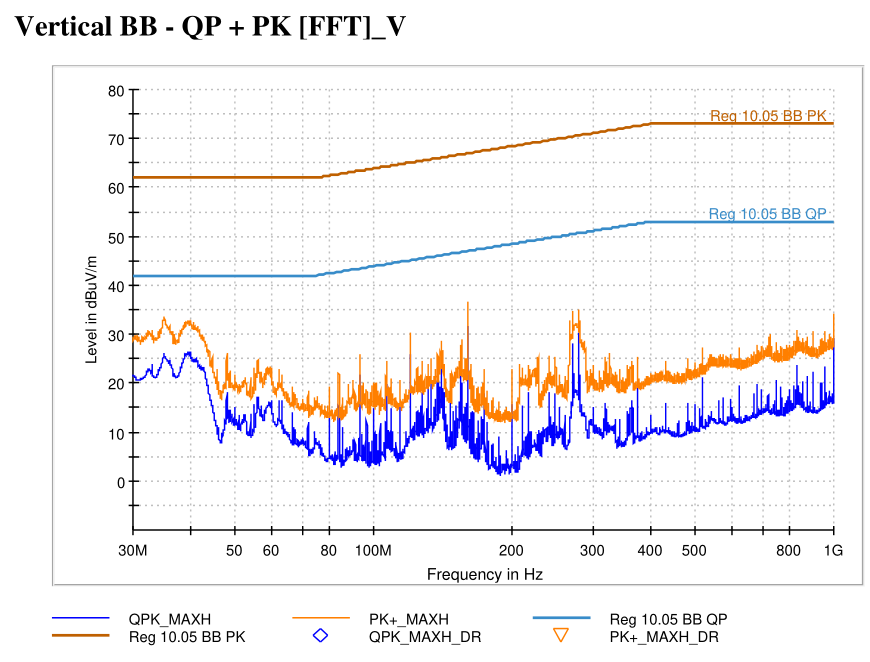 Vertical BB - QP + PK [FFT]_V
80
Reg 10.05 BB PK
70
60
Reg 10.05 BB QP
50
40
Level in dBuV/m
30
20
10
0
30M 50 60 80 100M 200 300 400 500 800 1G
Frequency in Hz
QPK_MAXH PK+_MAXH Reg 10.05 BB QP
Reg 10.05 BB PK QPK_MAXH_DR PK+_MAXH_DR